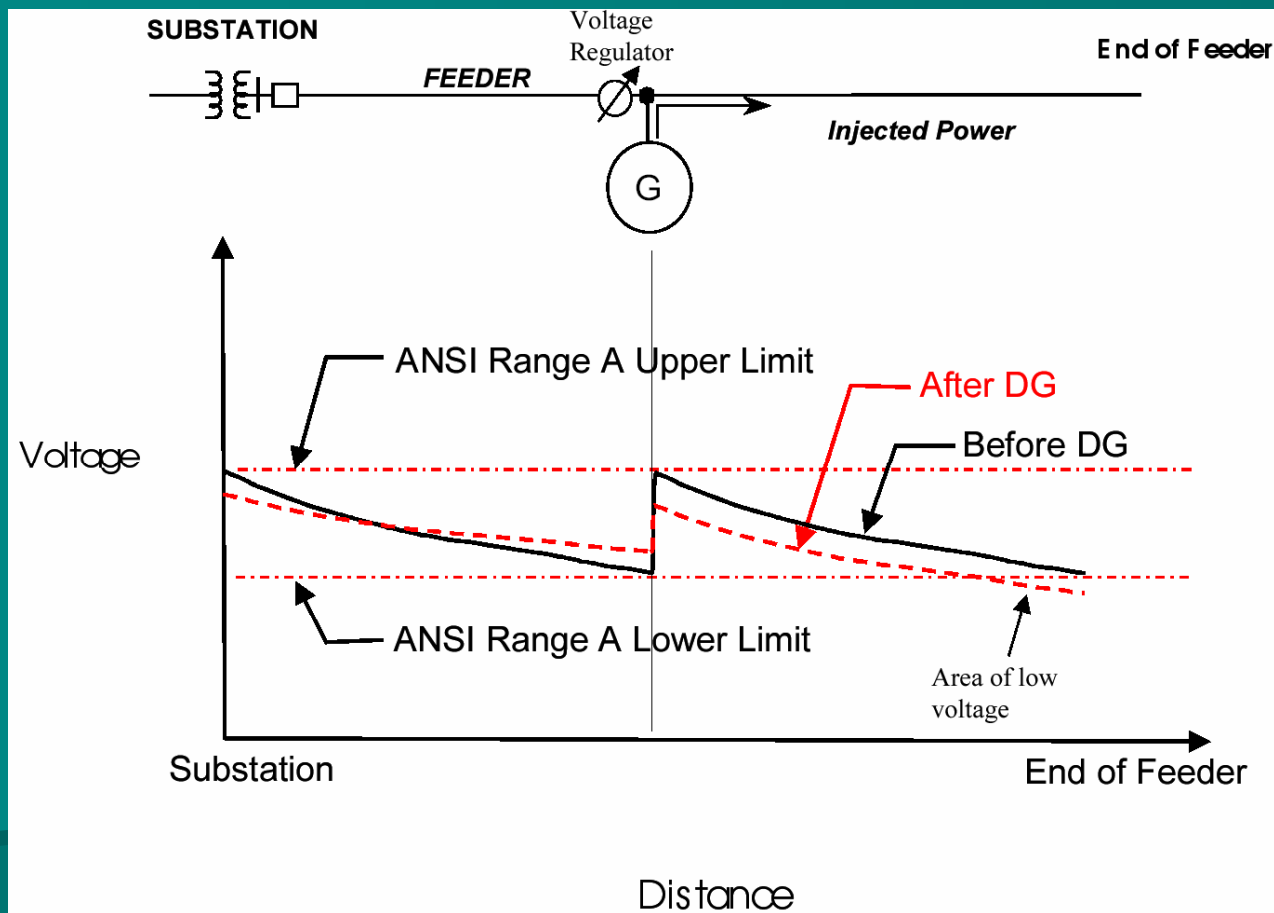 SUBSTATION
Voltage
Regulator
End of Feeder
FEEDER
Injected Power
G
ANSI Range A Upper Limit
After DG
Before DG
Voltage
ANSI Range A Lower Limit
Area of low
voltage
Substation
End of Feeder
Distance